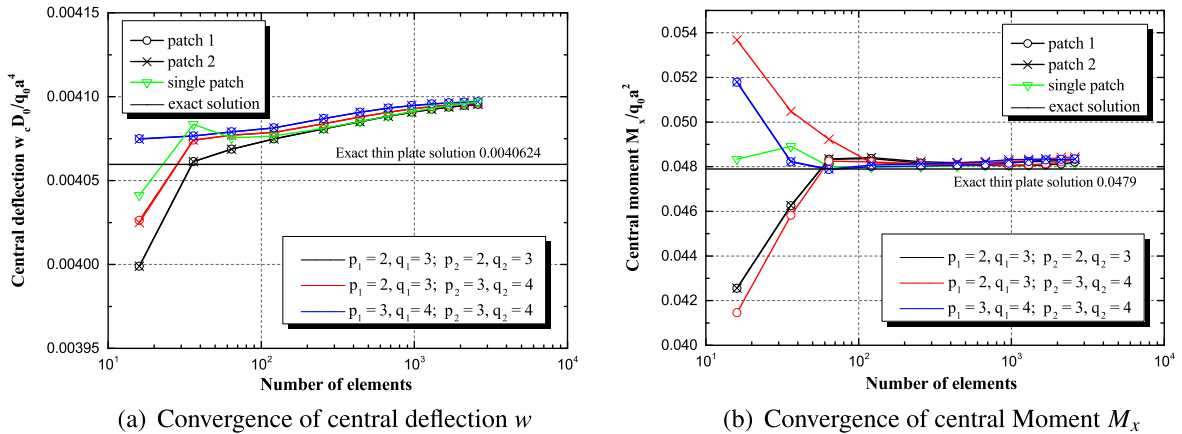 0.00415
0.00410
0.00405
0.00400
0.00395
Central deflection w_c D_0/q_0a^4
patch 1
patch 2
single patch
exact solution
Exact thin plate solution 0.0040624
p_1 = 2, q_1 = 3; p_2 = 2, q_2 = 3
p_1 = 2, q_1 = 3; p_2 = 3, q_2 = 4
p_1 = 3, q_1 = 4; p_2 = 3, q_2 = 4
10^1 10^2 10^3 10^4
Number of elements
(a) Convergence of central deflection w
0.054
0.052
0.050
0.048
0.046
0.044
0.042
0.040
Central moment M_x/q_0a^2
patch 1
patch 2
single patch
exact solution
Exact thin plate solution 0.0479
p_1 = 2, q_1 = 3; p_2 = 2, q_2 = 3
p_1 = 2, q_1 = 3; p_2 = 3, q_2 = 4
p_1 = 3, q_1 = 4; p_2 = 3, q_2 = 4
10^1 10^2 10^3 10^4
Number of elements
(b) Convergence of central Moment M_x